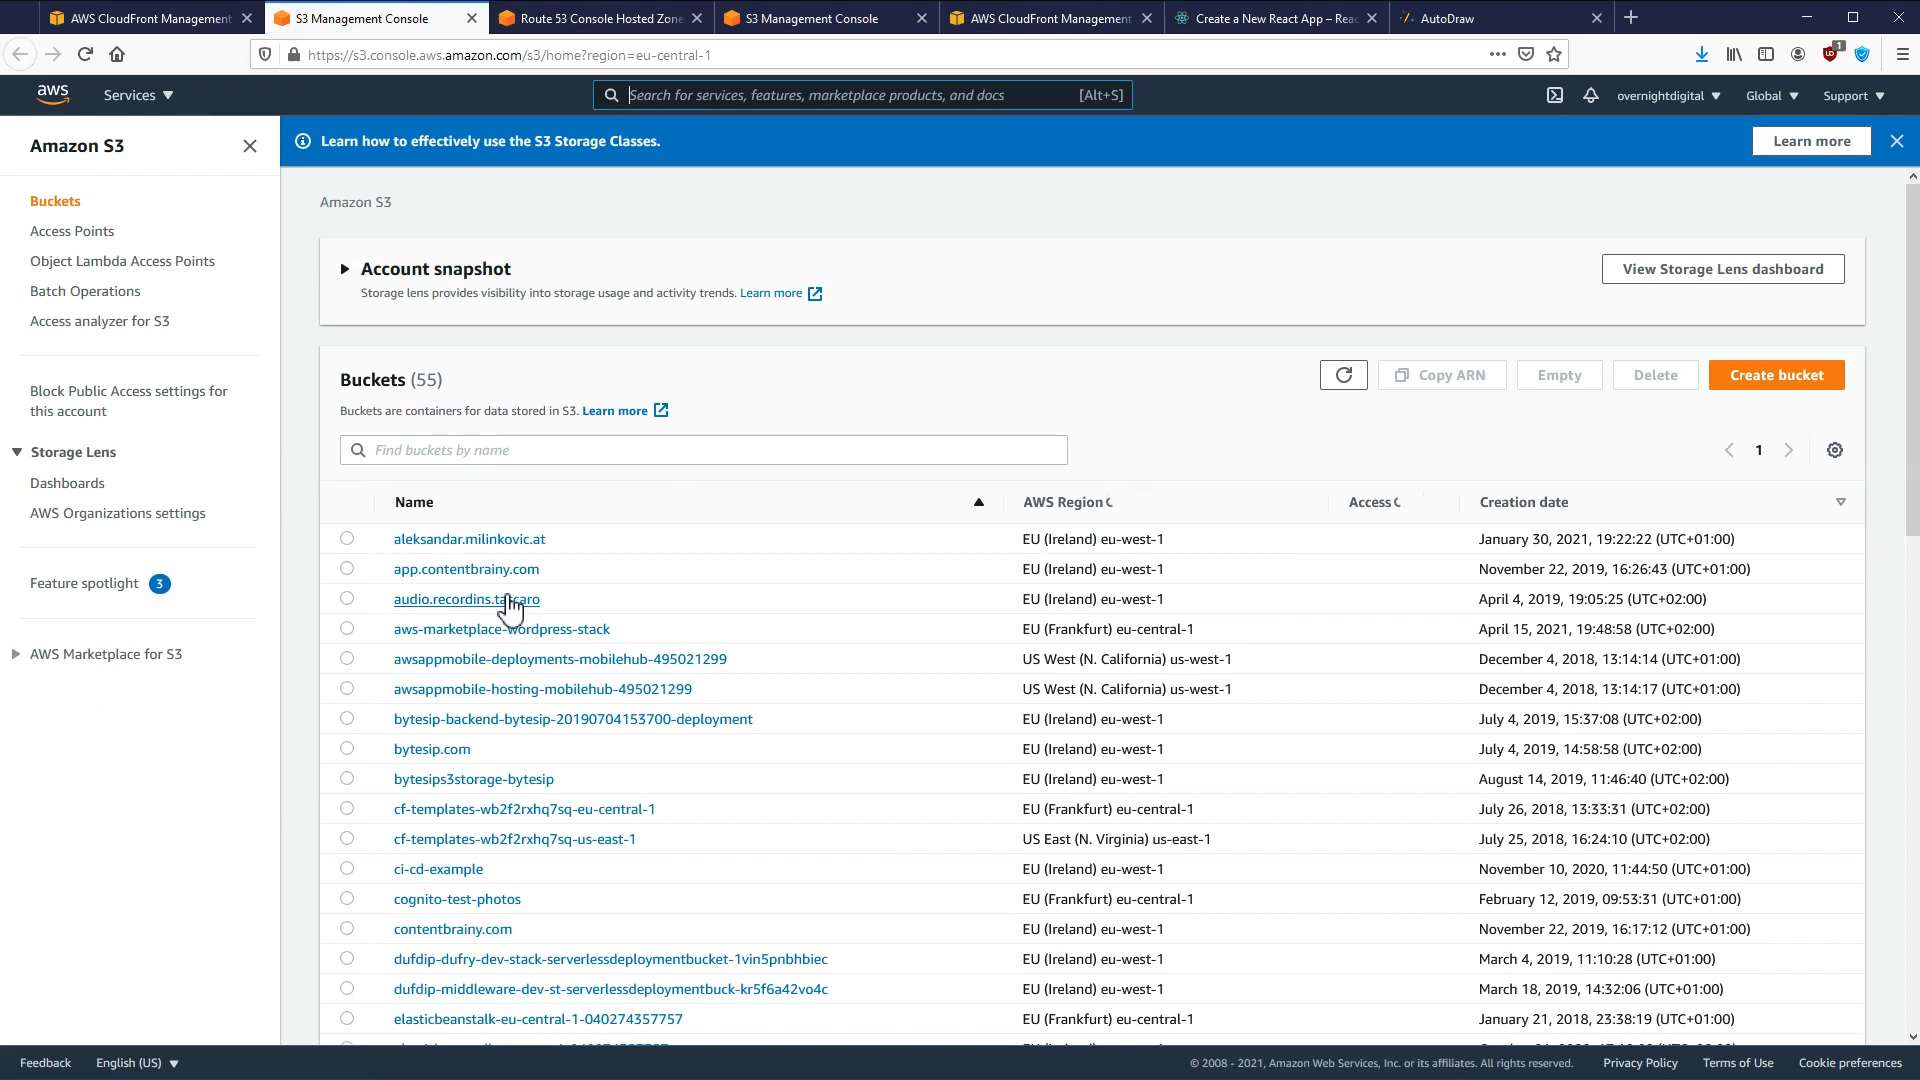 AWS CloudFront Management
S3 Management Console
Route 53 Console Hosted Zone
S3 Management Console
AWS CloudFront Management
Create a New React App – Reac
AutoDraw
https://s3.console.aws.amazon.com/s3/home?region=eu-central-1
1
aws
Services
Search for services, features, marketplace products, and docs
[Alt+S]
overnightdigital
Global
Support
Amazon S3
Learn how to effectively use the S3 Storage Classes.
Learn more
Buckets
Access Points
Object Lambda Access Points
Batch Operations
Access analyzer for S3
Block Public Access settings for
this account
Storage Lens
Dashboards
AWS Organizations settings
Feature spotlight 3
AWS Marketplace for S3
Amazon S3
Account snapshot
Storage lens provides visibility into storage usage and activity trends. Learn more
View Storage Lens dashboard
Buckets (55)
Buckets are containers for data stored in S3. Learn more
Copy ARN
Empty
Delete
Create bucket
Find buckets by name
1
Name AWS Region Access Creation date
aleksandar.milinkovic.at EU (Ireland) eu-west-1 January 30, 2021, 19:22:22 (UTC+01:00)
app.contentbrainy.com EU (Ireland) eu-west-1 November 22, 2019, 16:26:43 (UTC+01:00)
EU (Ireland) eu-west-1 April 4, 2019, 19:05:25 (UTC+02:00)
aws-marketplace-wordpress-stack EU (Frankfurt) eu-central-1 April 15, 2021, 19:48:58 (UTC+02:00)
awsappmobile-deployments-mobilehub-495021299 US West (N. California) us-west-1 December 4, 2018, 13:14:14 (UTC+01:00)
awsappmobile-hosting-mobilehub-495021299 US West (N. California) us-west-1 December 4, 2018, 13:14:17 (UTC+01:00)
bytesip-backend-bytesip-20190704153700-deployment EU (Ireland) eu-west-1 July 4, 2019, 15:37:08 (UTC+02:00)
bytesip.com EU (Ireland) eu-west-1 July 4, 2019, 14:58:58 (UTC+02:00)
bytesips3storage-bytesip EU (Ireland) eu-west-1 August 14, 2019, 11:46:40 (UTC+02:00)
cf-templates-wb2f2rxhq7sq-eu-central-1 EU (Frankfurt) eu-central-1 July 26, 2018, 13:33:31 (UTC+02:00)
cf-templates-wb2f2rxhq7sq-us-east-1 US East (N. Virginia) us-east-1 July 25, 2018, 16:24:10 (UTC+02:00)
ci-cd-example EU (Ireland) eu-west-1 November 10, 2020, 11:44:50 (UTC+01:00)
cognito-test-photos EU (Frankfurt) eu-central-1 February 12, 2019, 09:53:31 (UTC+01:00)
contentbrainy.com EU (Ireland) eu-west-1 November 22, 2019, 16:17:12 (UTC+01:00)
dufdip-dufry-dev-stack-serverlessdeploymentbucket-1vin5pnbhbiec EU (Ireland) eu-west-1 March 4, 2019, 11:10:28 (UTC+01:00)
dufdip-middleware-dev-st-serverlessdeploymentbuck-kr5f6a42vo4c EU (Ireland) eu-west-1 March 18, 2019, 14:32:06 (UTC+01:00)
elasticbeanstalk-eu-central-1-040274357757 EU (Frankfurt) eu-central-1 January 21, 2018, 23:38:19 (UTC+01:00)
Feedback
English (US)
© 2008 - 2021, Amazon Web Services, Inc. or its affiliates. All rights reserved.
Privacy Policy
Terms of Use
Cookie preferences